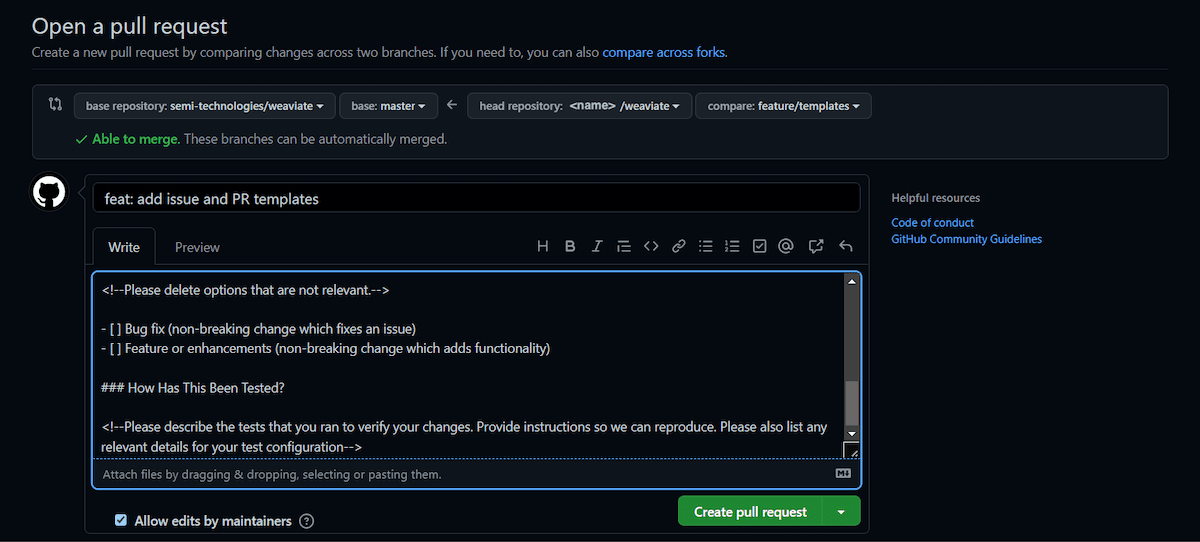 Open a pull request
Create a new pull request by comparing changes across two branches. If you need to, you can also compare across forks.
base repository: semi-technologies/weaviate base: master head repository: <name> /weaviate compare: feature/templates
Able to merge. These branches can be automatically merged.
feat: add issue and PR templates
Helpful resources
Code of conduct
GitHub Community Guidelines
Write Preview
<!--Please delete options that are not relevant.-->
- [ ] Bug fix (non-breaking change which fixes an issue)
- [ ] Feature or enhancements (non-breaking change which adds functionality)
### How Has This Been Tested?
<!--Please describe the tests that you ran to verify your changes. Provide instructions so we can reproduce. Please also list any
relevant details for your test configuration-->
Attach files by dragging & dropping, selecting or pasting them.
Allow edits by maintainers
Create pull request